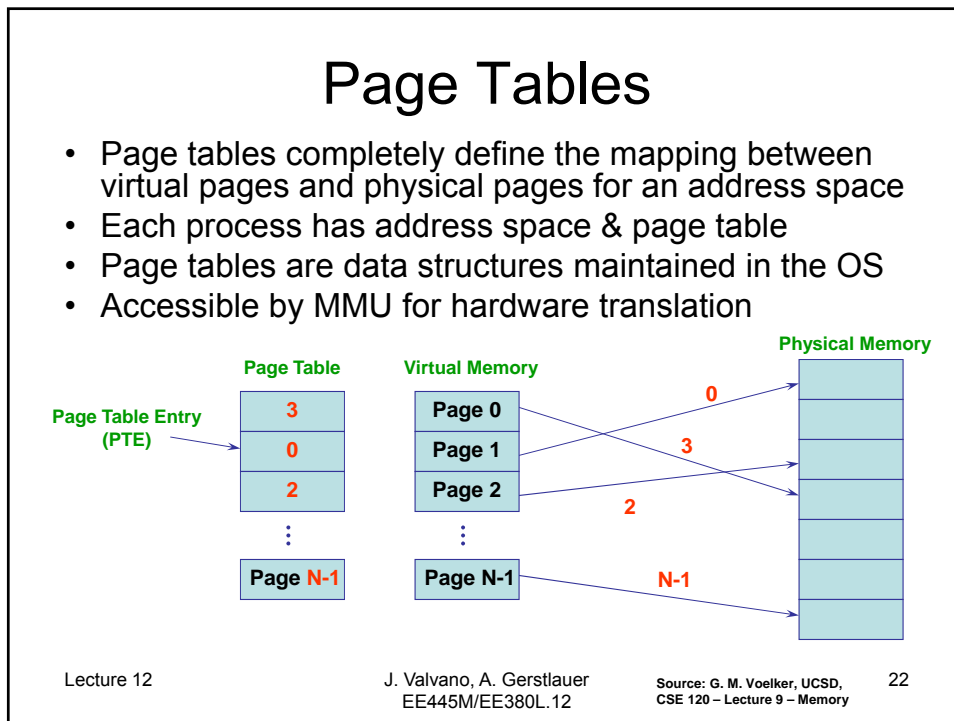 Page Tables
• Page tables completely define the mapping between
virtual pages and physical pages for an address space
• Each process has address space & page table
• Page tables are data structures maintained in the OS
• Accessible by MMU for hardware translation
Physical Memory
Page Table
Virtual Memory
Page Table Entry
(PTE)
3
0
2
Page N-1
Page 0
Page 1
Page 2
Page N-1
0
3
2
N-1
Lecture 12
J. Valvano, A. Gerstlauer
EE445M/EE380L.12
Source: G. M. Voelker, UCSD,
CSE 120 – Lecture 9 – Memory
22